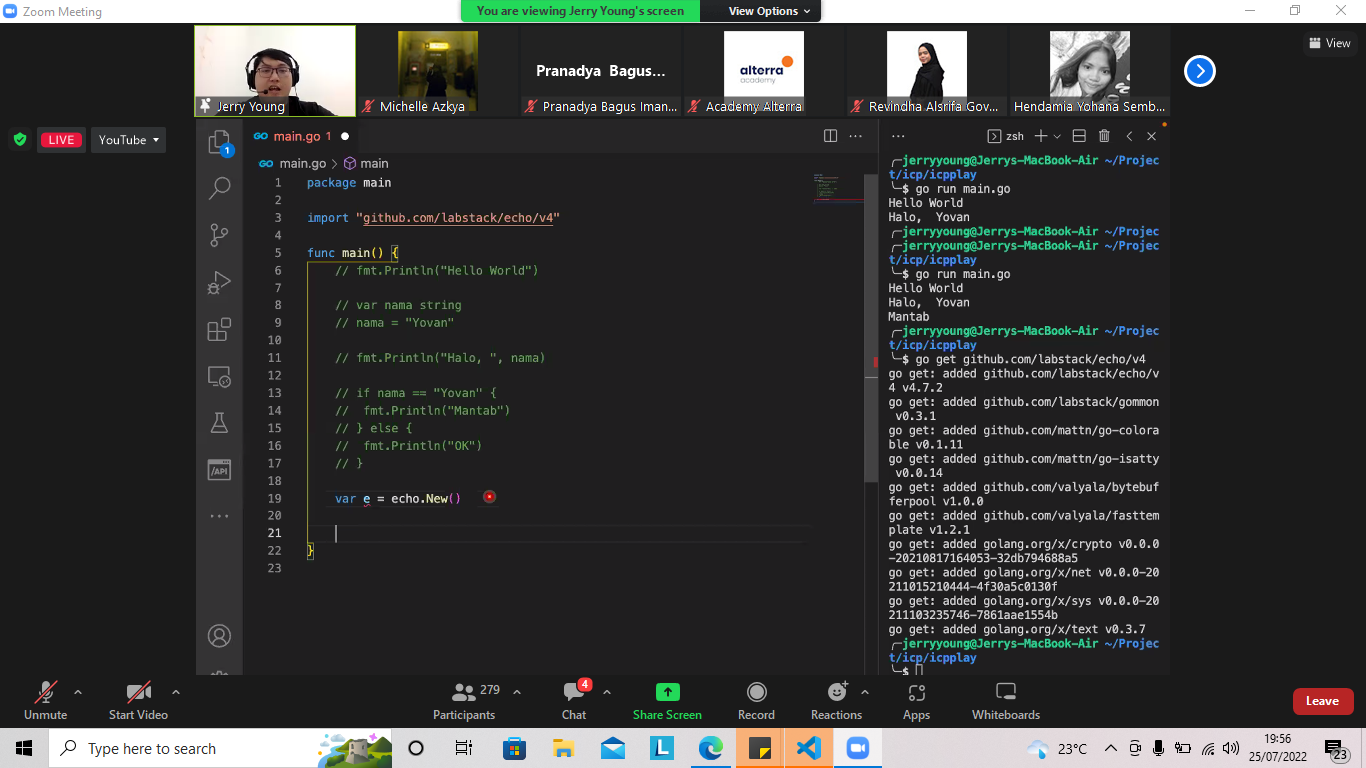 Zoom Meeting
You are viewing Jerry Young's screen
View Options
Jerry Young
Michelle Azkya
Pranadya Bagus...
Pranadya Bagus Iman...
alterra
academy
Academy Alterra
Revindha Alsrifa Gov...
Hendamia Yohana Semb...
View
LIVE
YouTube
1
main.go 1
main.go > main
1 package main
2
3 import "github.com/labstack/echo/v4"
4
5 func main() {
6 // fmt.Println("Hello World")
7
8 // var nama string
9 // nama = "Yovan"
10
11 // fmt.Println("Halo, ", nama)
12
13 // if nama == "Yovan" {
14 //  fmt.Println("Mantab")
15 // } else {
16 //  fmt.Println("OK")
17 // }
18
19 var e = echo.New()
20
21
22 }
23
/API
zsh
jerryyoung@Jerrys-MacBook-Air ~/Projec
t/icp/icpplay
$ go run main.go
Hello World
Halo,  Yovan
jerryyoung@Jerrys-MacBook-Air ~/Projec
jerryyoung@Jerrys-MacBook-Air ~/Projec
t/icp/icpplay
$ go run main.go
Hello World
Halo,  Yovan
Mantab
jerryyoung@Jerrys-MacBook-Air ~/Projec
t/icp/icpplay
$ go get github.com/labstack/echo/v4
go get: added github.com/labstack/echo/v
4 v4.7.2
go get: added github.com/labstack/gommon
v0.3.1
go get: added github.com/mattn/go-colora
ble v0.1.11
go get: added github.com/mattn/go-isatty
v0.0.14
go get: added github.com/valyala/bytebuf
ferpool v1.0.0
go get: added github.com/valyala/fasttem
plate v1.2.1
go get: added golang.org/x/crypto v0.0.0
-20210817164053-32db794688a5
go get: added golang.org/x/net v0.0.0-20
211015210444-4f30a5c0130f
go get: added golang.org/x/sys v0.0.0-20
211103235746-7861aae1554b
go get: added golang.org/x/text v0.3.7
jerryyoung@Jerrys-MacBook-Air ~/Projec
t/icp/icpplay
$
Unmute
Start Video
279
Participants
4
Chat
Share Screen
Record
Reactions
Apps
Whiteboards
Leave
Type here to search
L
23°C
19:56
25/07/2022
23